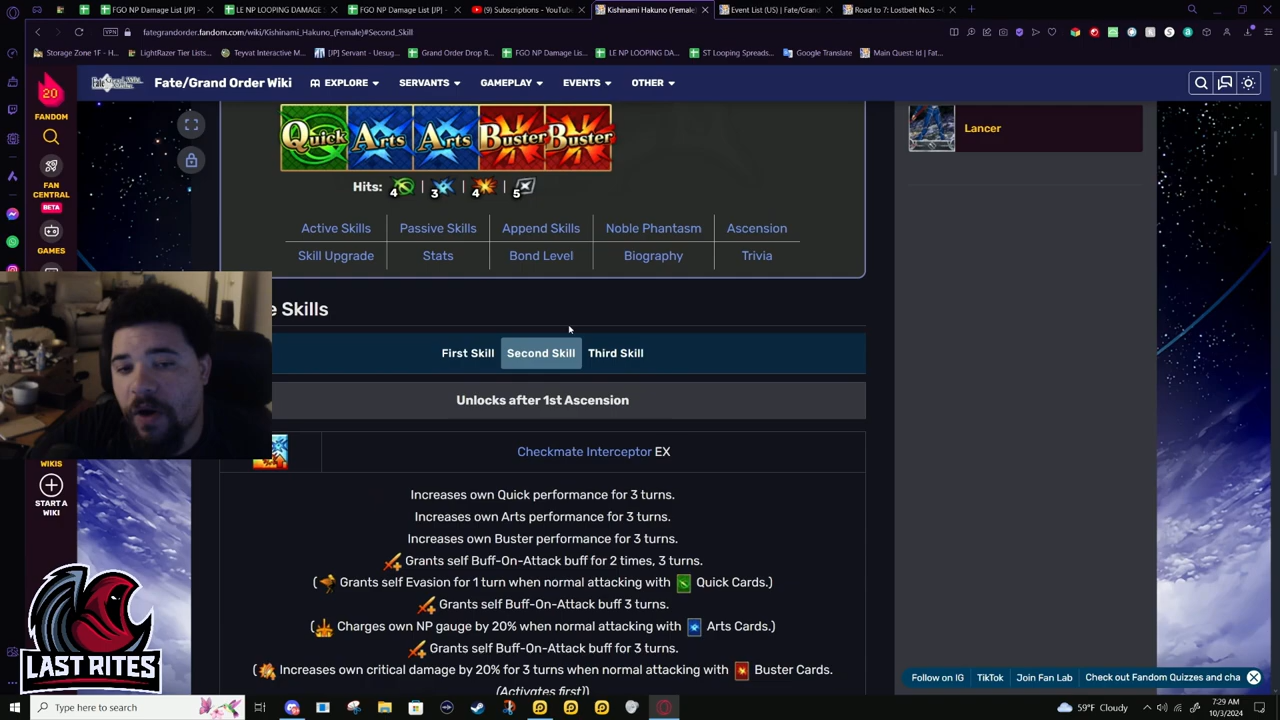 FGO NP Damage List [JP] -
LE NP LOOPING DAMAGE
FGO NP Damage List [JP]
(9) Subscriptions - YouTube
Kishinami Hakuno (Female)
Event List (US) | Fate/Grand
Road to 7: Lostbelt No.5 –
VPN
fategrandorder.fandom.com/wiki/Kishinami_Hakuno_(Female)#Second_Skill
Storage Zone 1F - H...
LightRazer Tier Lists...
Teyvat Interactive M...
[JP] Servant - Uesug...
Grand Order Drop R...
FGO NP Damage Lis...
LE NP LOOPING DA...
ST Looping Spreads...
Google Translate
Main Quest: Id | Fat...
20
FANDOM
Fate/Grand Order Wiki
EXPLORE
SERVANTS
GAMEPLAY
EVENTS
OTHER
FAN
CENTRAL
BETA
GAMES
WIKIS
START A
WIKI
Quick
Arts
Arts
Buster
Buster
Hits: 4 | 3 | 4 | 5
Active Skills
Passive Skills
Append Skills
Noble Phantasm
Ascension
Skill Upgrade
Stats
Bond Level
Biography
Trivia
Lancer
e Skills
First Skill
Second Skill
Third Skill
Unlocks after 1st Ascension
Checkmate Interceptor EX
Increases own Quick performance for 3 turns.
Increases own Arts performance for 3 turns.
Increases own Buster performance for 3 turns.
Grants self Buff-On-Attack buff for 2 times, 3 turns.
( Grants self Evasion for 1 turn when normal attacking with Quick Cards.)
Grants self Buff-On-Attack buff 3 turns.
( Charges own NP gauge by 20% when normal attacking with Arts Cards.)
Grants self Buff-On-Attack buff 3 turns.
( Increases own critical damage by 20% for 3 turns when normal attacking with Buster Cards.
(Activates first))
LAST RITES
Follow on IG
TikTok
Join Fan Lab
Check out Fandom Quizzes and cha
Type here to search
59°F Cloudy
7:29 AM
10/3/2024